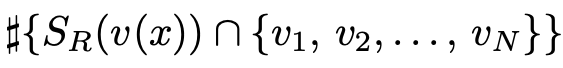 ♯{S_R(v(x)) ∩ {v_1, v_2, . . . , v_N}}